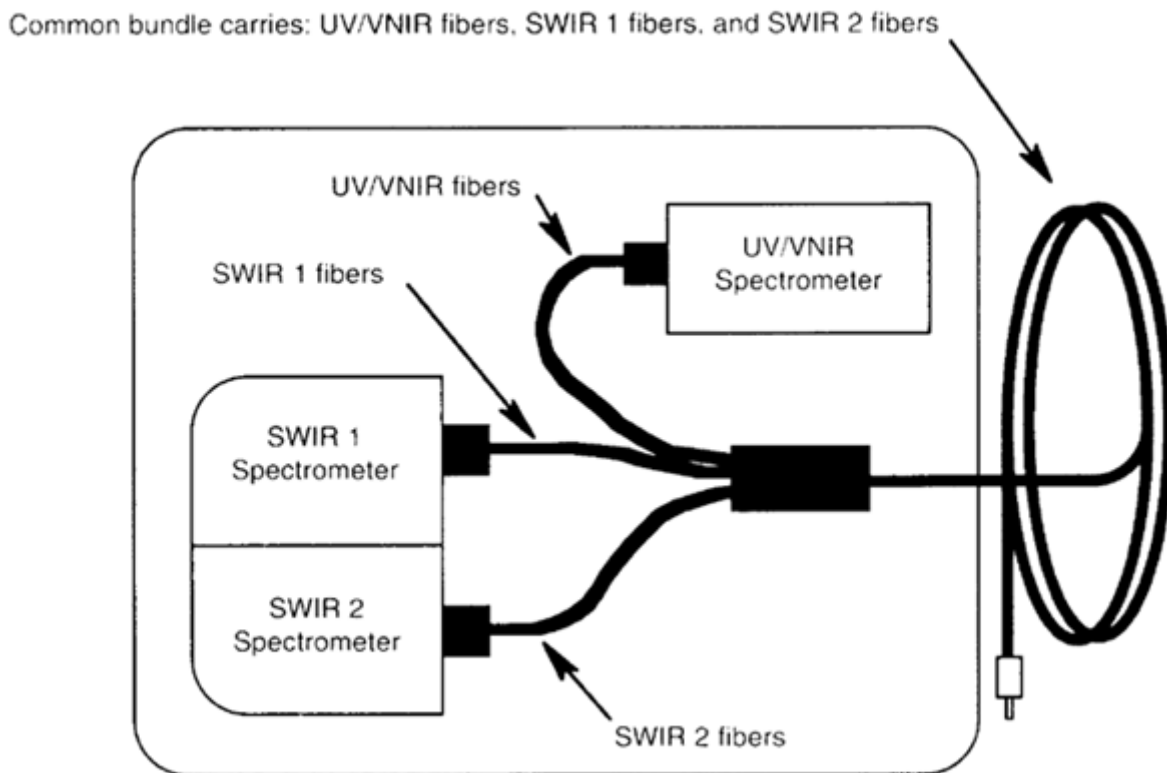 Common bundle carries: UV/VNIR fibers, SWIR 1 fibers, and SWIR 2 fibers
UV/VNIR fibers
UV/VNIR
Spectrometer
SWIR 1 fibers
SWIR 1
Spectrometer
SWIR 2
Spectrometer
SWIR 2 fibers